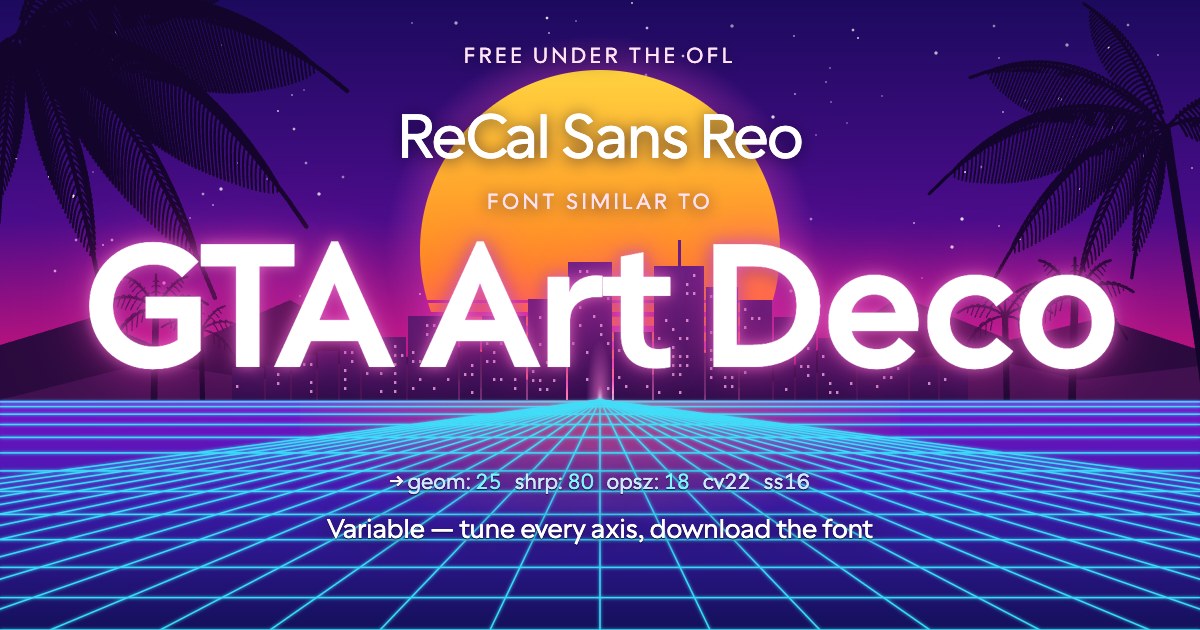 FREE UNDER THE OFL
ReCal Sans Reo
FONT SIMILAR TO
GTA Art Deco
→ geom: 25 shrp: 80 opsz: 18 cv22 ss16
Variable — tune every axis, download the font